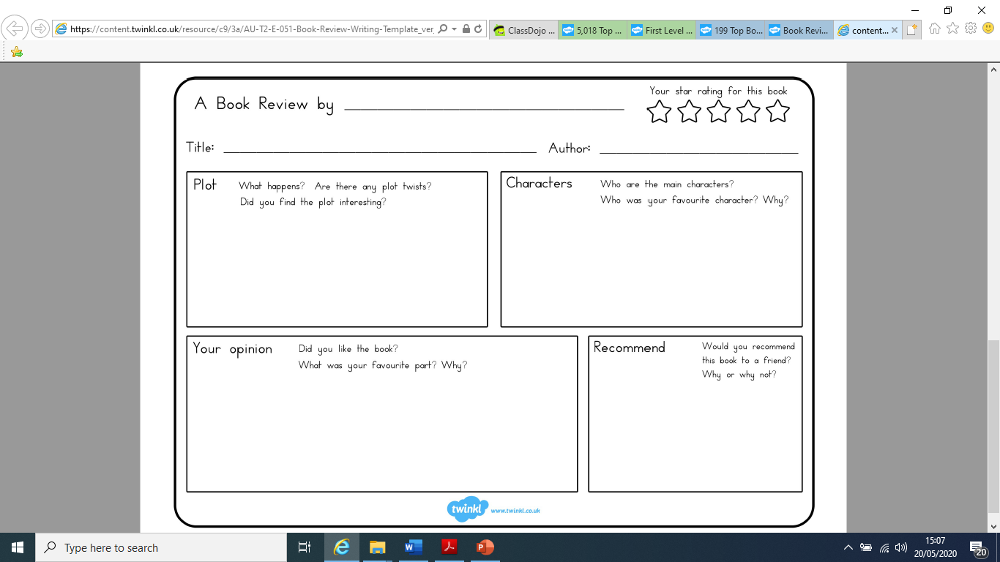 https://content.twinkl.co.uk/resource/c9/3a/AU-T2-E-051-Book-Review-Writing-Template_ver
ClassDojo ...
5,018 Top ...
First Level ...
199 Top Bo...
Book Revi...
content...
Your star rating for this book
A Book Review by
Title:
Author:
Plot
What happens? Are there any plot twists?
Did you find the plot interesting?
Characters
Who are the main characters?
Who was your favourite character? Why?
Your opinion
Did you like the book?
What was your favourite part? Why?
Recommend
Would you recommend
this book to a friend?
Why or why not?
twinkl
www.twinkl.co.uk
Type here to search
15:07
20/05/2020
20